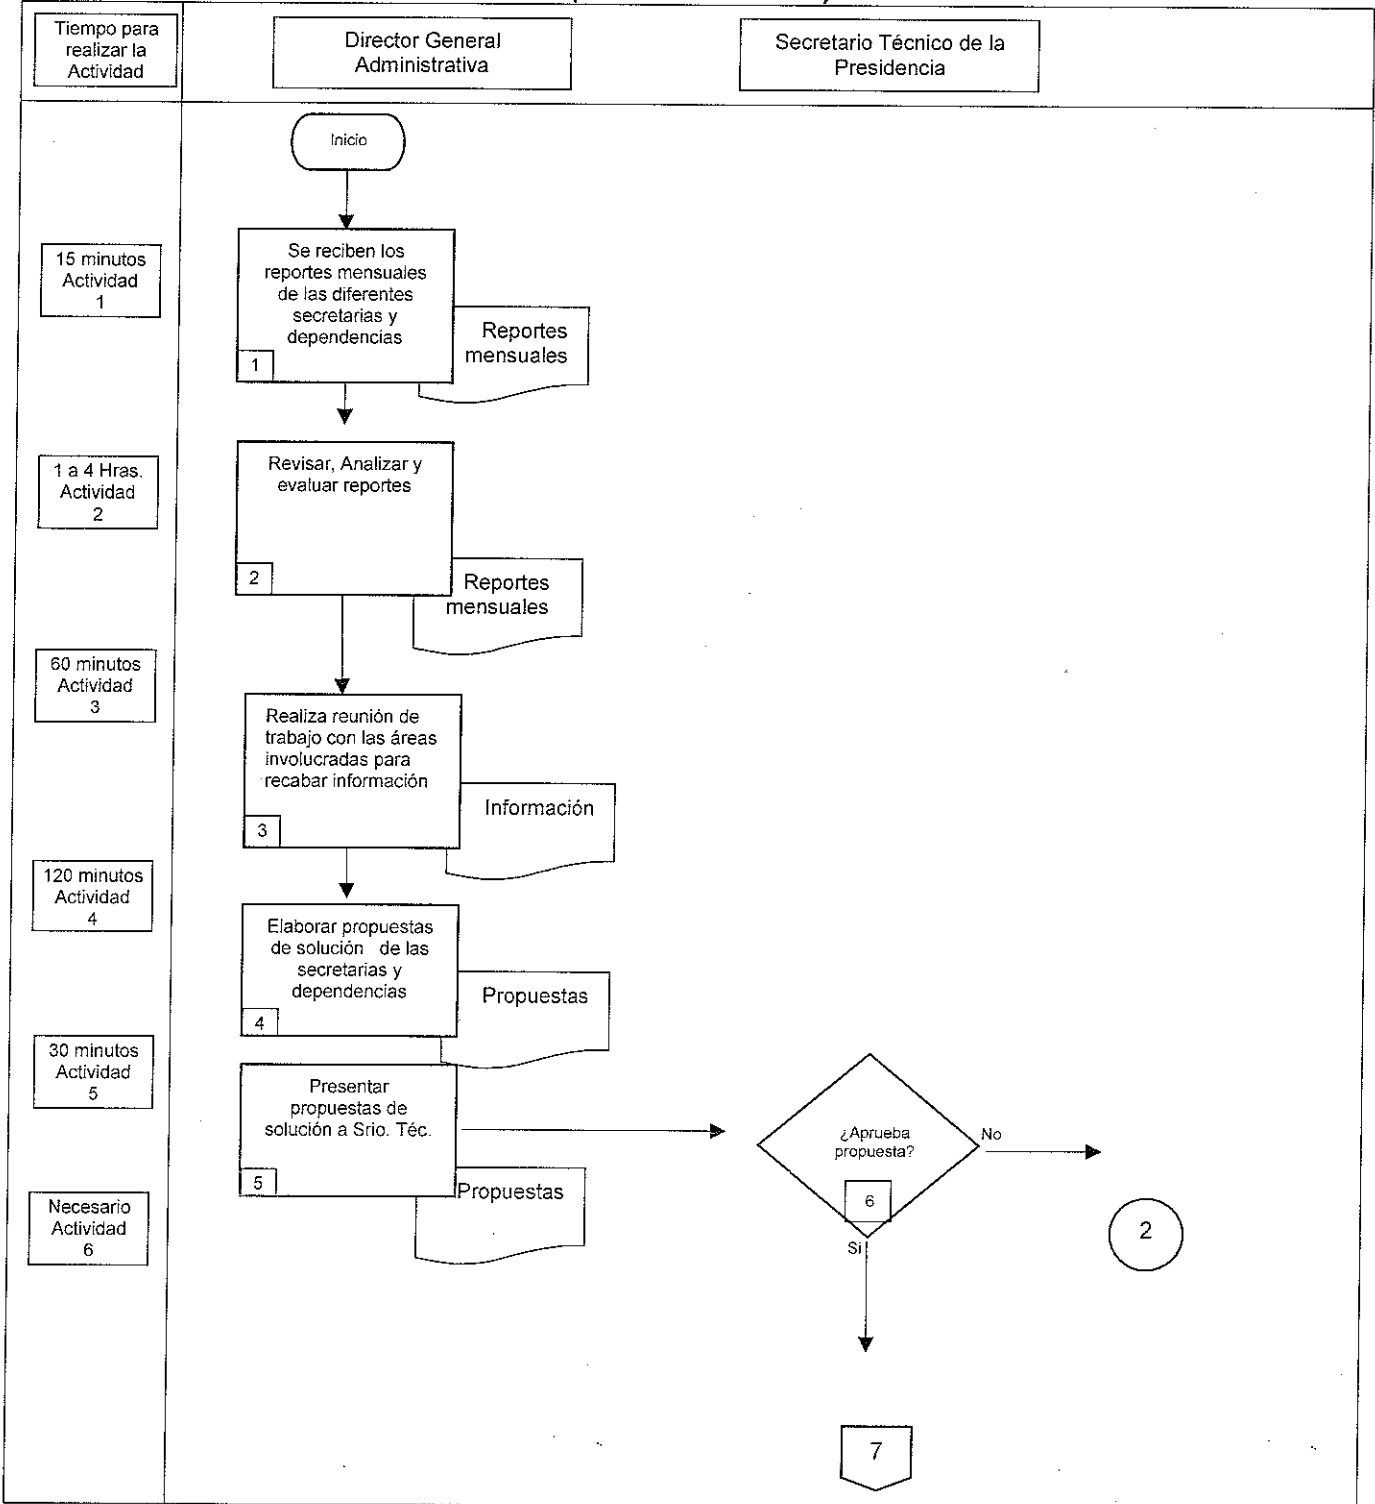 Tiempo para
realizar la
Actividad
Director General
Administrativa
Secretario Técnico de la
Presidencia
Inicio
15 minutos
Actividad
1
Se reciben los
reportes mensuales
de las diferentes
secretarias y
dependencias
1
Reportes
mensuales
1 a 4 Hras.
Actividad
2
Revisar, Analizar y
evaluar reportes
2
Reportes
mensuales
60 minutos
Actividad
3
Realiza reunión de
trabajo con las áreas
involucradas para
recabar información
3
Información
120 minutos
Actividad
4
Elaborar propuestas
de solución de las
secretarias y
dependencias
4
Propuestas
30 minutos
Actividad
5
Presentar
propuestas de
solución a Srio. Téc.
5
Propuestas
¿Aprueba
propuesta?
6
No
Si
2
Necesario
Actividad
6
7